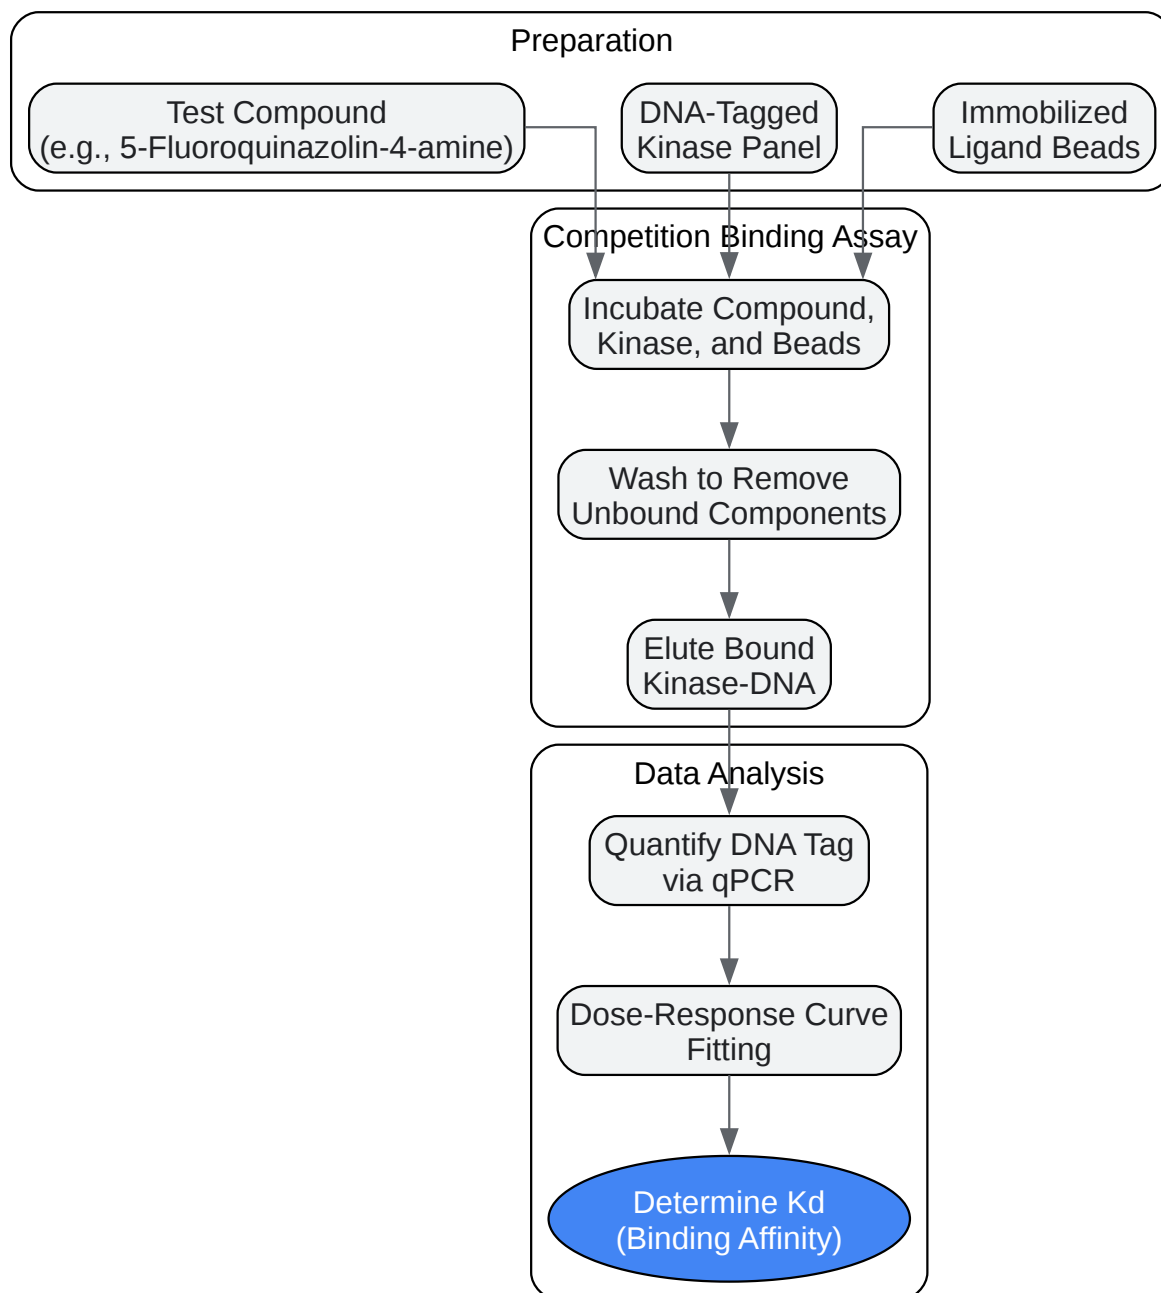 Preparation
Test Compound
(e.g., 5-Fluoroquinazolin-4-amine)
DNA-Tagged
Kinase Panel
Immobilized
Ligand Beads
Competition Binding Assay
Incubate Compound,
Kinase, and Beads
Wash to Remove
Unbound Components
Elute Bound
Kinase-DNA
Data Analysis
Quantify DNA Tag
via qPCR
Dose-Response Curve
Fitting
Determine Kd
(Binding Affinity)